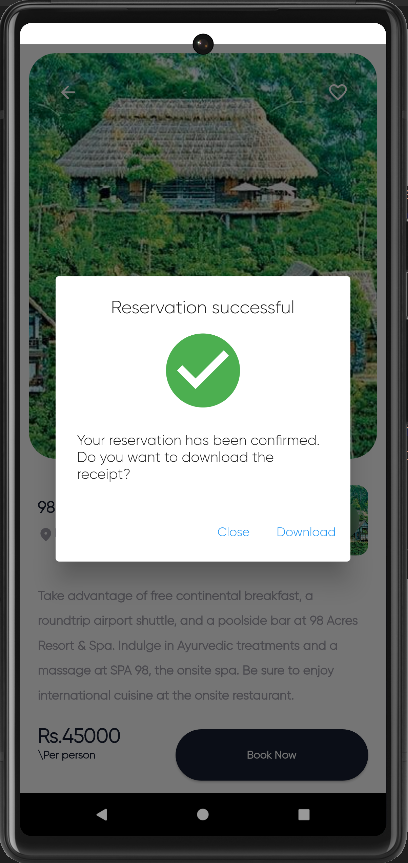 Reservation successful
Your reservation has been confirmed.
Do you want to download the
receipt?
Close
Download
98
Take advantage of free continental breakfast, a
roundtrip airport shuttle, and a poolside bar at 98 Acres
Resort & Spa. Indulge in Ayurvedic treatments and a
massage at SPA 98, the onsite spa. Be sure to enjoy
international cuisine at the onsite restaurant.
Rs.45000
\Per person
Book Now